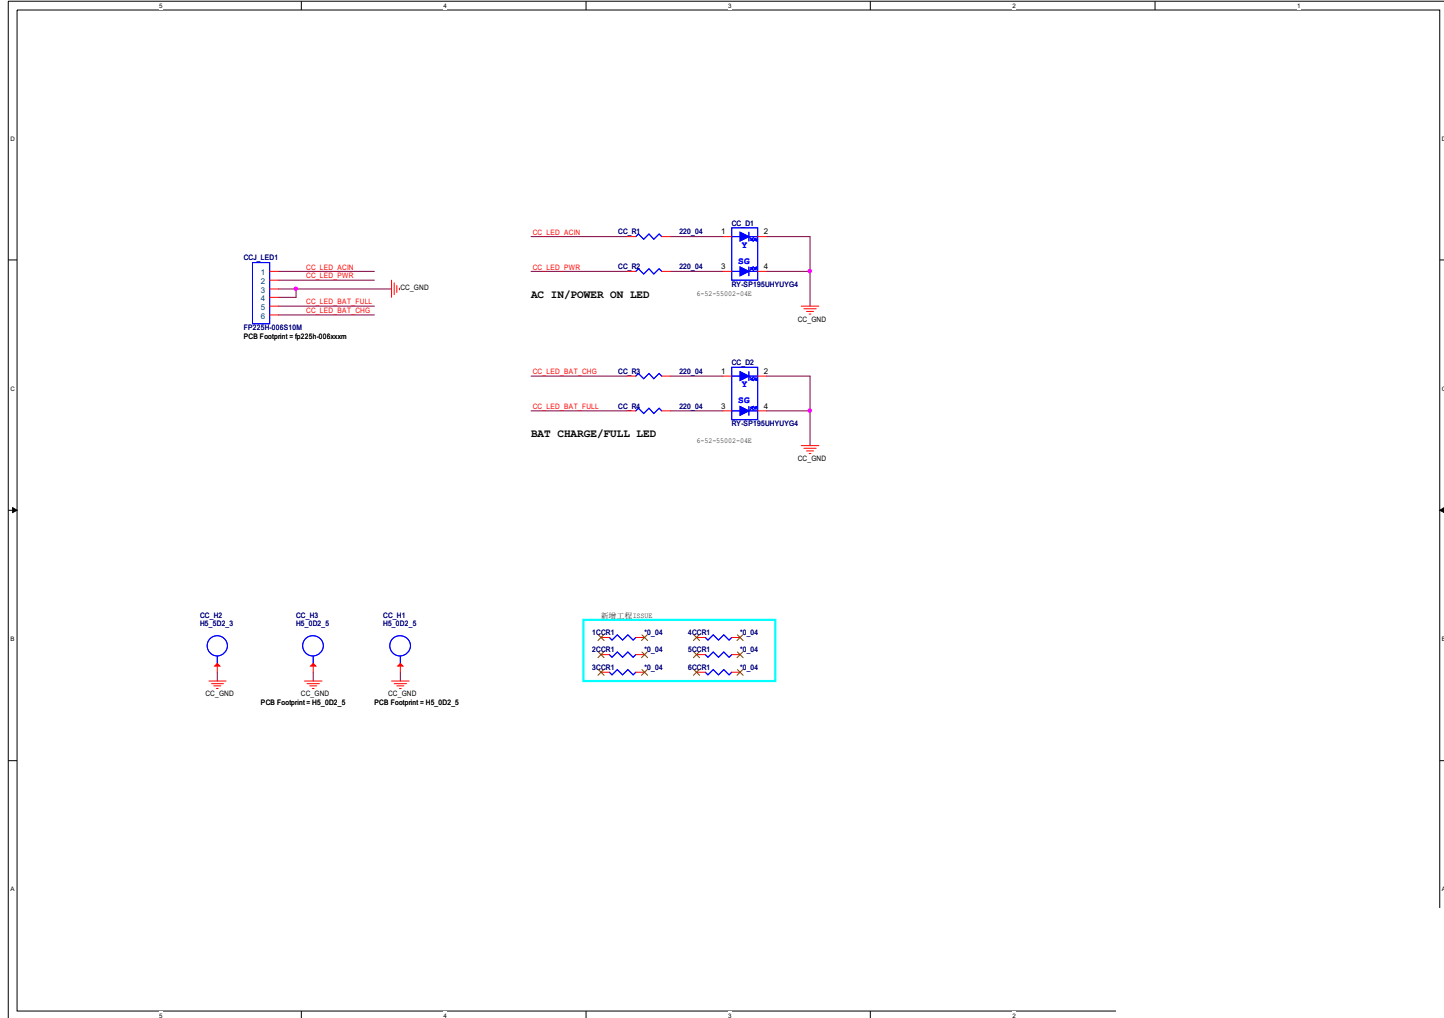 5 4 3 2 1
D D
CC_D1
CC_LED_ACIN CC_R1 220_04 1 2
Y
SG
CC_LED_PWR CC_R2 220_04 3 4
RY-SP195UHYUYG4
AC IN/POWER ON LED 6-52-55002-04E
CC_GND
CCJ_LED1
1 CC_LED_ACIN
2 CC_LED_PWR
3 CC_GND
4
5 CC_LED_BAT_FULL
6 CC_LED_BAT_CHG
FP225H-006S10M
PCB Footprint = fp225h-006xxxm
CC_D2
CC_LED_BAT_CHG CC_R3 220_04 1 2
Y
C C
SG
CC_LED_BAT_FULL CC_R4 220_04 3 4
RY-SP195UHYUYG4
BAT CHARGE/FULL LED 6-52-55002-04E
CC_GND
CC_H2
H5_5D2_3
CC_GND
CC_H3
H5_0D2_5
CC_GND
PCB Footprint = H5_0D2_5
CC_H1
H5_0D2_5
CC_GND
PCB Footprint = H5_0D2_5
新增工程ISSUE
1CCR1 *0_04 4CCR1 *0_04
2CCR1 *0_04 5CCR1 *0_04
3CCR1 *0_04 6CCR1 *0_04
B B
A A
5 4 3 2